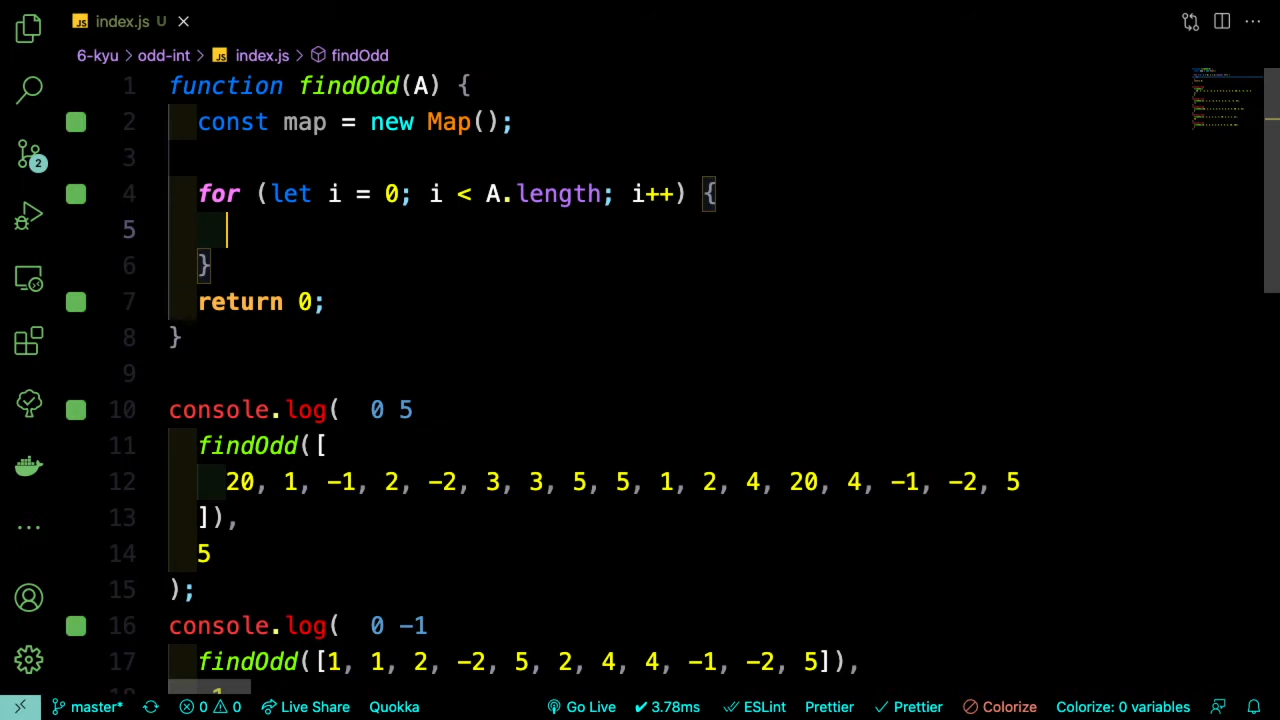 JS index.js U ×
6-kyu > odd-int > JS index.js > findOdd
1 function findOdd(A) {
2 const map = new Map();
3
4 for (let i = 0; i < A.length; i++) {
5
6 }
7 return 0;
8 }
9
10 console.log( 0 5
11 findOdd([
12 20, 1, -1, 2, -2, 3, 3, 5, 5, 1, 2, 4, 20, 4, -1, -2, 5
13 ]),
14 5
15 );
16 console.log( 0 -1
17 findOdd([1, 1, 2, -2, 5, 2, 4, 4, -1, -2, 5]),
2
master* 0 0 Live Share Quokka Go Live ✓ 3.78ms ESLint Prettier ✓ Prettier Colorize Colorize: 0 variables